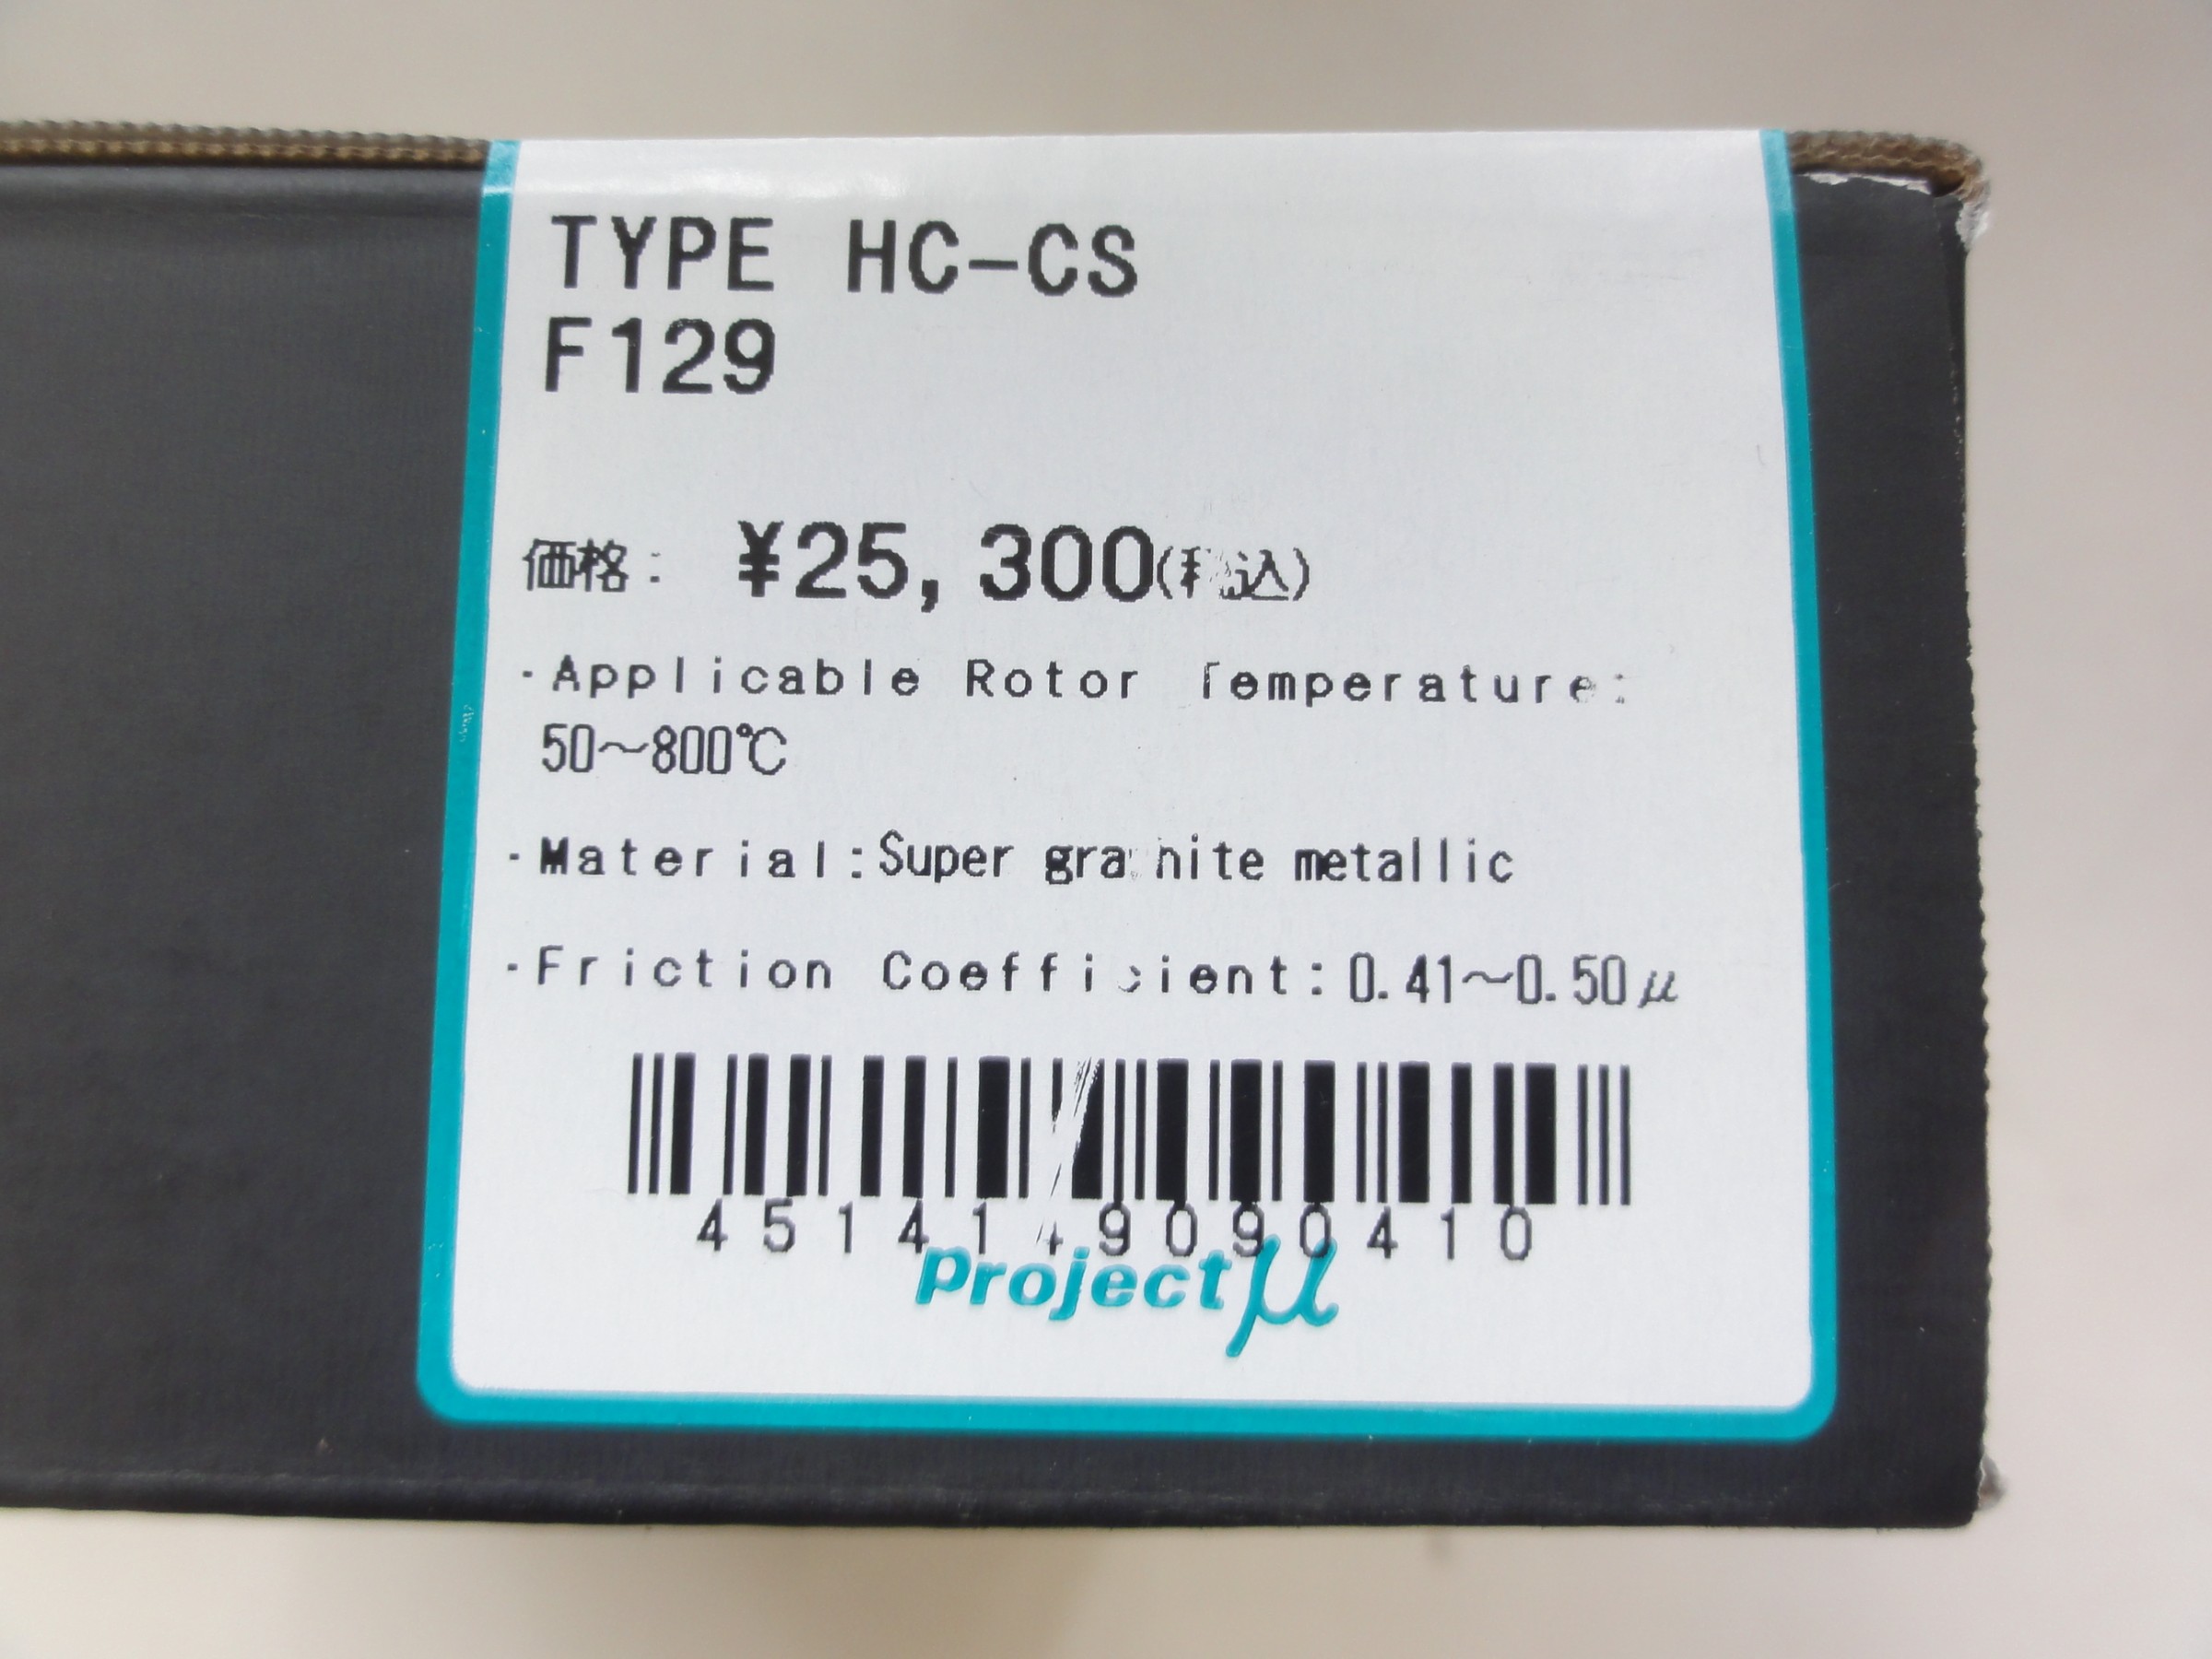 TYPE HC-CS
F129
価格: ¥25,300(税込)
・Applicable Rotor Temperature:
50～800℃
・Material:Super granite metallic
・Friction Coefficient:0.41～0.50μ
4514149090410
projectμ